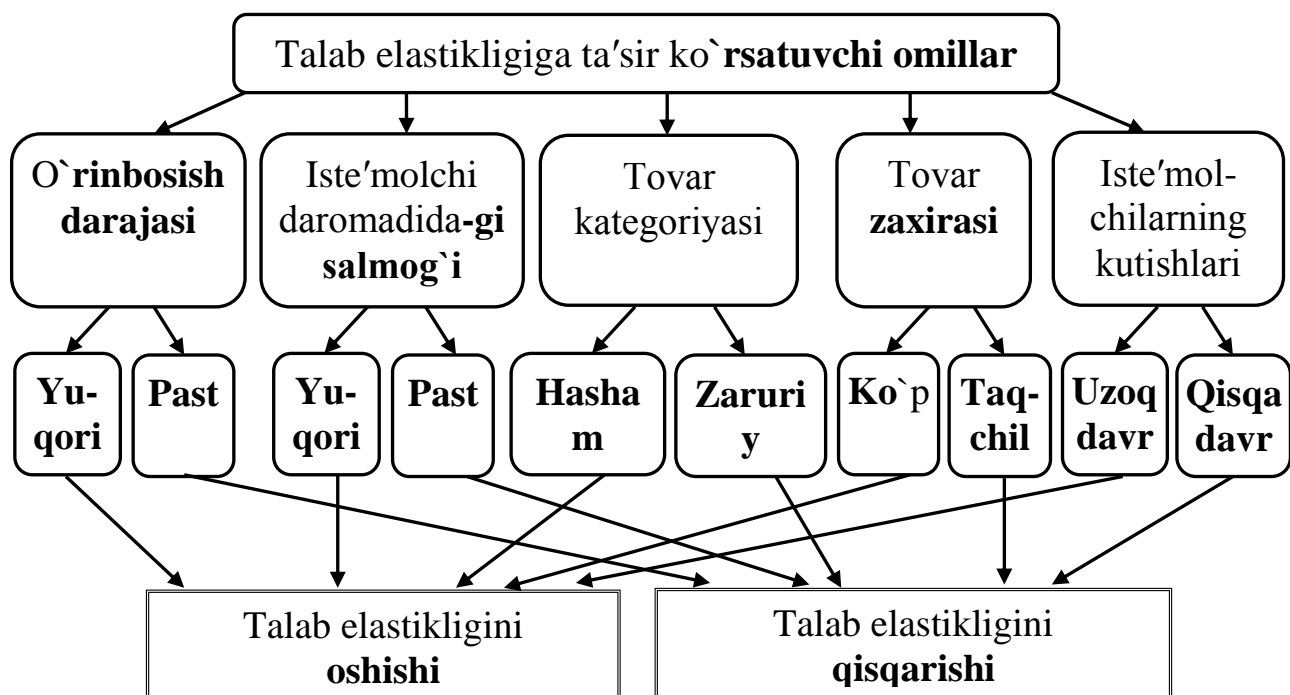 Talab elastikligiga ta′sir ko`rsatuvchi omillar
O`rinbosish
darajasi
Iste′molchi
daromadida-gi
salmog`i
Tovar
kategoriyasi
Tovar
zaxirasi
Iste′mol-
chilarning
kutishlari
Yu-
qori
Past
Yu-
qori
Past
Hasha
m
Zaruri
y
Ko`p
Taq-
chil
Uzoq
davr
Qisqa
davr
Talab elastikligini
oshishi
Talab elastikligini
qisqarishi